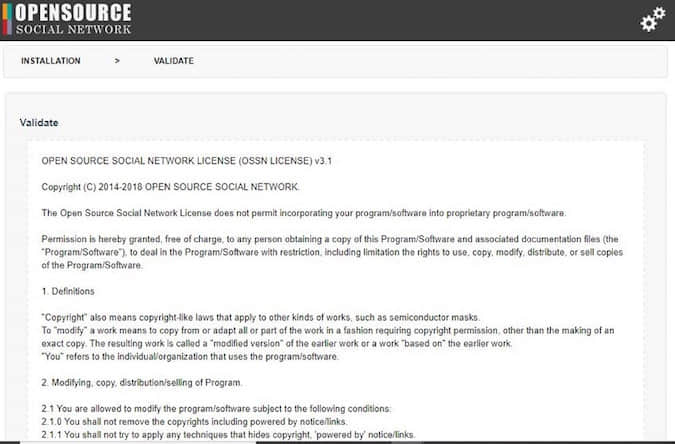 OPENSOURCE
SOCIAL NETWORK
INSTALLATION > VALIDATE
Validate
OPEN SOURCE SOCIAL NETWORK LICENSE (OSSN LICENSE) v3.1
Copyright (C) 2014-2018 OPEN SOURCE SOCIAL NETWORK.
The Open Source Social Network License does not permit incorporating your program/software into proprietary program/software.
Permission is hereby granted, free of charge, to any person obtaining a copy of this Program/Software and associated documentation files (the
"Program/Software"), to deal in the Program/Software with restriction, including limitation the rights to use, copy, modify, distribute, or sell copies
of the Program/Software.
1. Definitions
"Copyright" also means copyright-like laws that apply to other kinds of works, such as semiconductor masks.
To "modify" a work means to copy from or adapt all or part of the work in a fashion requiring copyright permission, other than the making of an
exact copy. The resulting work is called a "modified version" of the earlier work or a work "based on" the earlier work.
"You" refers to the individual/organization that uses the program/software.
2. Modifying, copy, distribution/selling of Program.
2.1 You are allowed to modify the program/software subject to the following conditions:
2.1.0 You shall not remove the copyrights including powered by notice/links.
2.1.1 You shall not try to apply any techniques that hides copyright, 'powered by' notice/links.